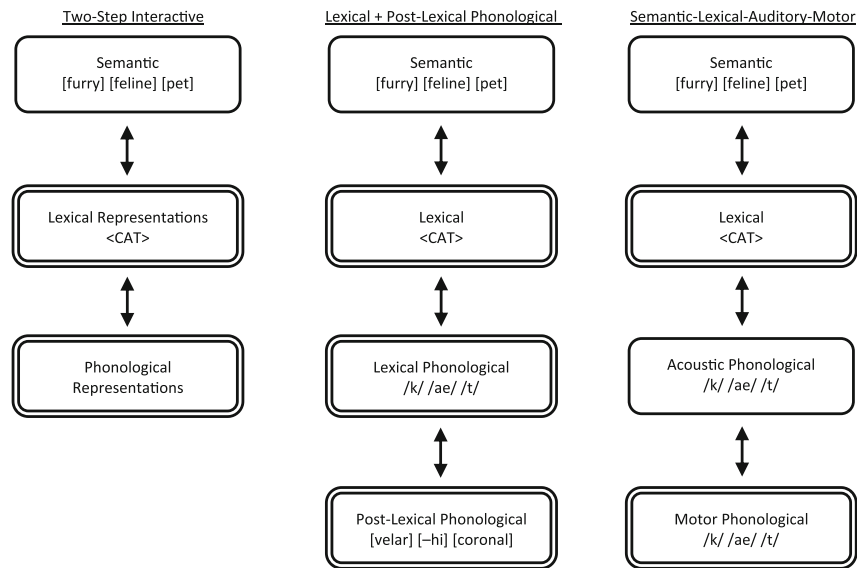 Two-Step Interactive
Semantic
[furry] [feline] [pet]
Lexical Representations
<CAT>
Phonological
Representations
Lexical + Post-Lexical Phonological
Semantic
[furry] [feline] [pet]
Lexical
<CAT>
Lexical Phonological
/k/ /ae/ /t/
Post-Lexical Phonological
[velar] [–hi] [coronal]
Semantic-Lexical-Auditory-Motor
Semantic
[furry] [feline] [pet]
Lexical
<CAT>
Acoustic Phonological
/k/ /ae/ /t/
Motor Phonological
/k/ /ae/ /t/